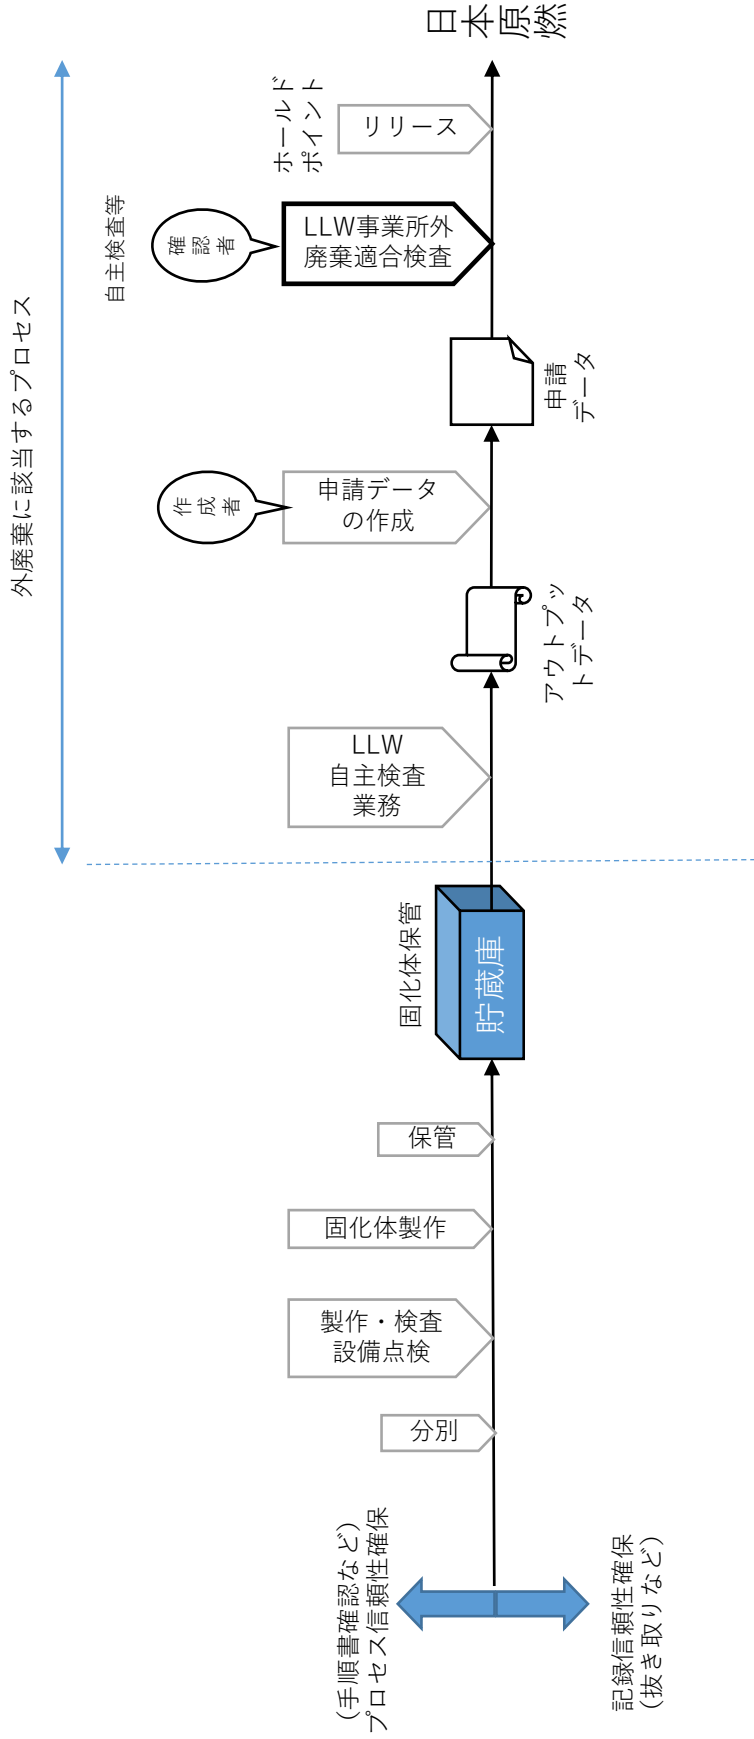 日本原燃
外廃棄に該当するプロセス
自主検査等
ホールド
ポイント
リリース
確
認
者
LLW事業所外
廃棄適合検査
申請
データ
作
成
者
申請データ
の作成
アウトプッ
トデータ
LLW
自主検査
業務
固化体保管
貯蔵庫
保管
固化体製作
製作・検査
設備点検
分別
(手順書確認など)
プロセス信頼性確保
記録信頼性確保
(抜き取りなど)